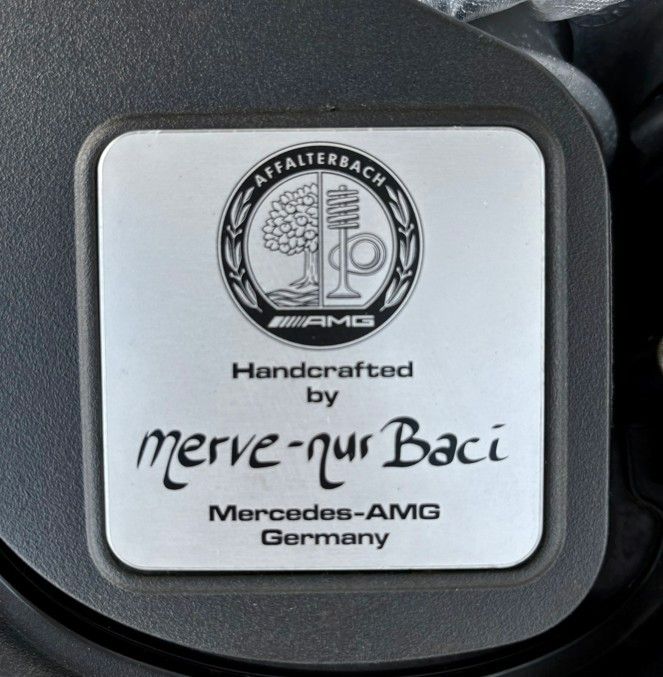 AFFALTERBACH
AMG
Handcrafted
by
Merve-nur Baci
Mercedes-AMG
Germany